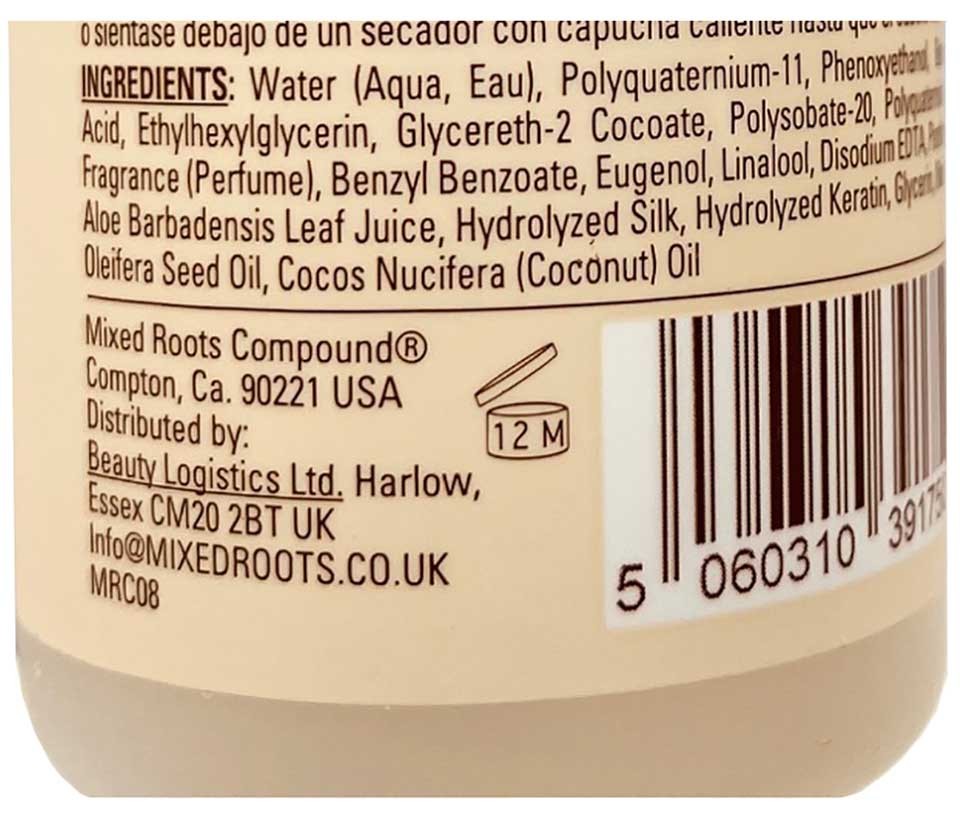 o siéntase debajo de un secador con capucha caliente hasta que
INGREDIENTS: Water (Aqua, Eau), Polyquaternium-11, Phenoxyethanol,
Acid, Ethylhexylglycerin, Glycereth-2 Cocoate, Polysobate-20,
Fragrance (Perfume), Benzyl Benzoate, Eugenol, Linalool, Disodium EDTA,
Aloe Barbadensis Leaf Juice, Hydrolyzed Silk, Hydrolyzed Keratin, Glycerin,
Oleifera Seed Oil, Cocos Nucifera (Coconut) Oil
Mixed Roots Compound®
Compton, Ca. 90221 USA
Distributed by:
Beauty Logistics Ltd. Harlow,
Essex CM20 2BT UK
Info@MIXEDROOTS.CO.UK
MRC08
12 M
5 060310 39175